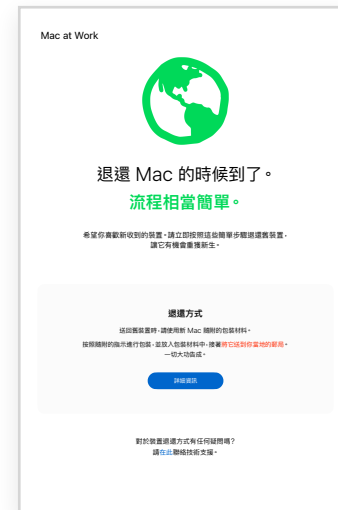 Mac at Work
退還 Mac 的時候到了。
流程相當簡單。
希望你喜歡新收到的裝置。請立即按照這些簡單步驟退還舊裝置，
讓它有機會重獲新生。
退還方式
送回舊裝置時，請使用新 Mac 隨附的包裝材料。
按照隨附的指示進行包裝，並放入包裝材料中，接著將它送到你當地的郵局。
一切大功告成。
詳細資訊
對於裝置退還方式有任何疑問嗎？
請在此聯絡技術支援。